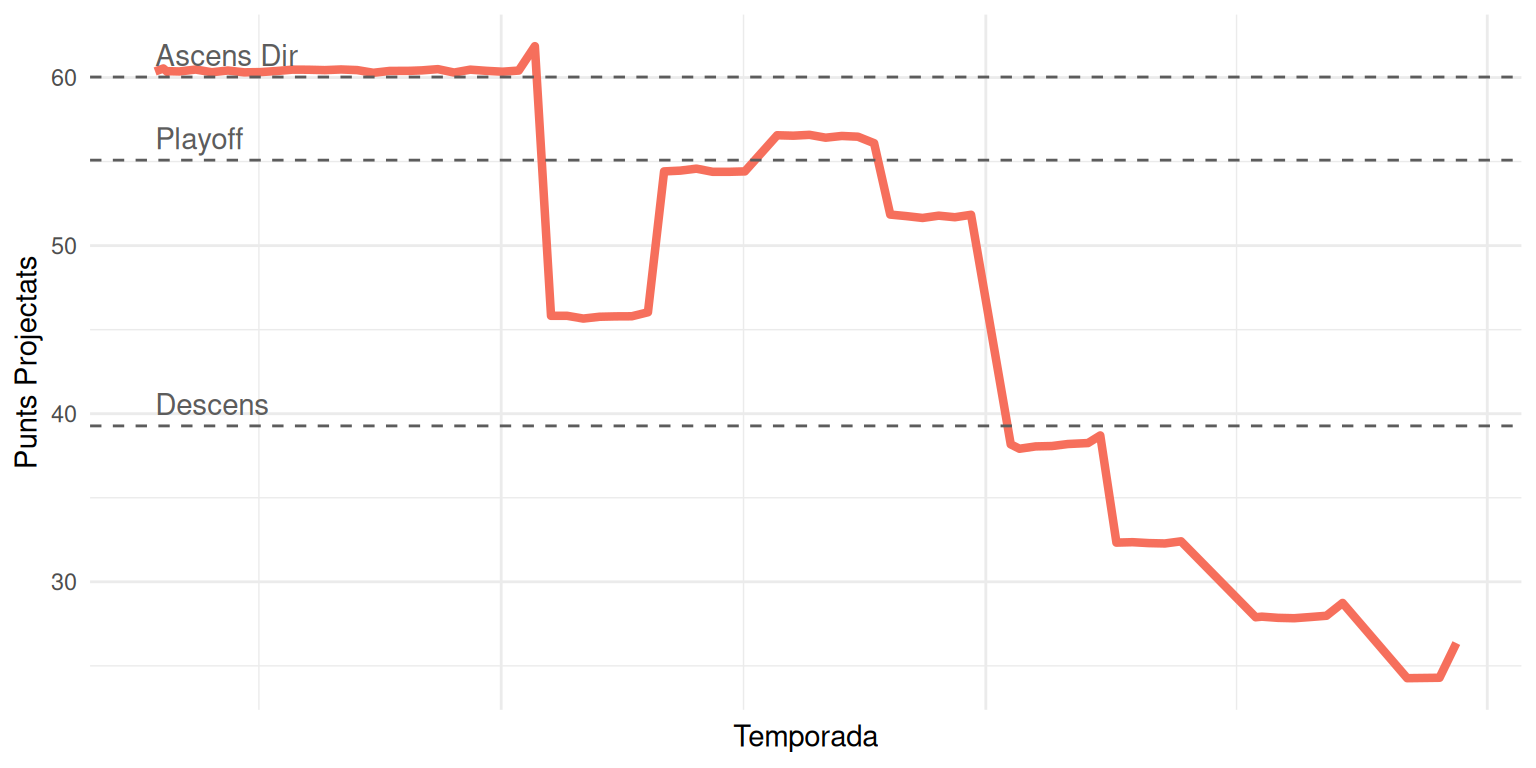 Ascens Dir
60
Playoff
50
Descens
40
30
Punts Projectats
Temporada